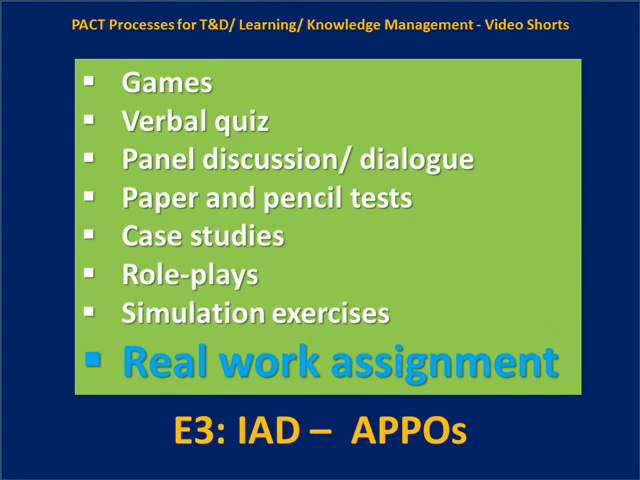 PACT Processes for T&D/ Learning/ Knowledge Management - Video Shorts
▪ Games
▪ Verbal quiz
▪ Panel discussion/ dialogue
▪ Paper and pencil tests
▪ Case studies
▪ Role-plays
▪ Simulation exercises
▪ Real work assignment
E3: IAD – APPOs